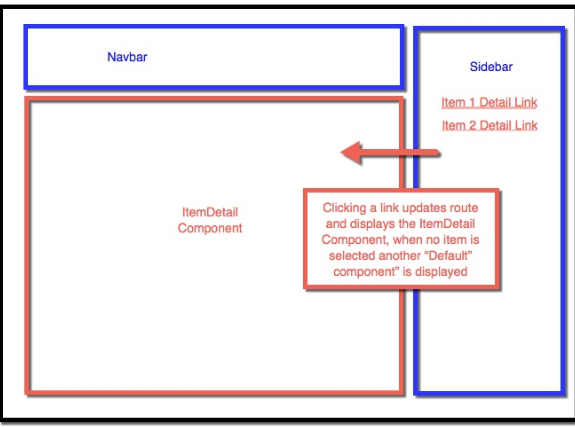 Navbar
Sidebar
Item 1 Detail Link
Item 2 Detail Link
ItemDetail
Component
Clicking a link updates route
and displays the ItemDetail
Component, when no item is
selected another “Default”
component” is displayed